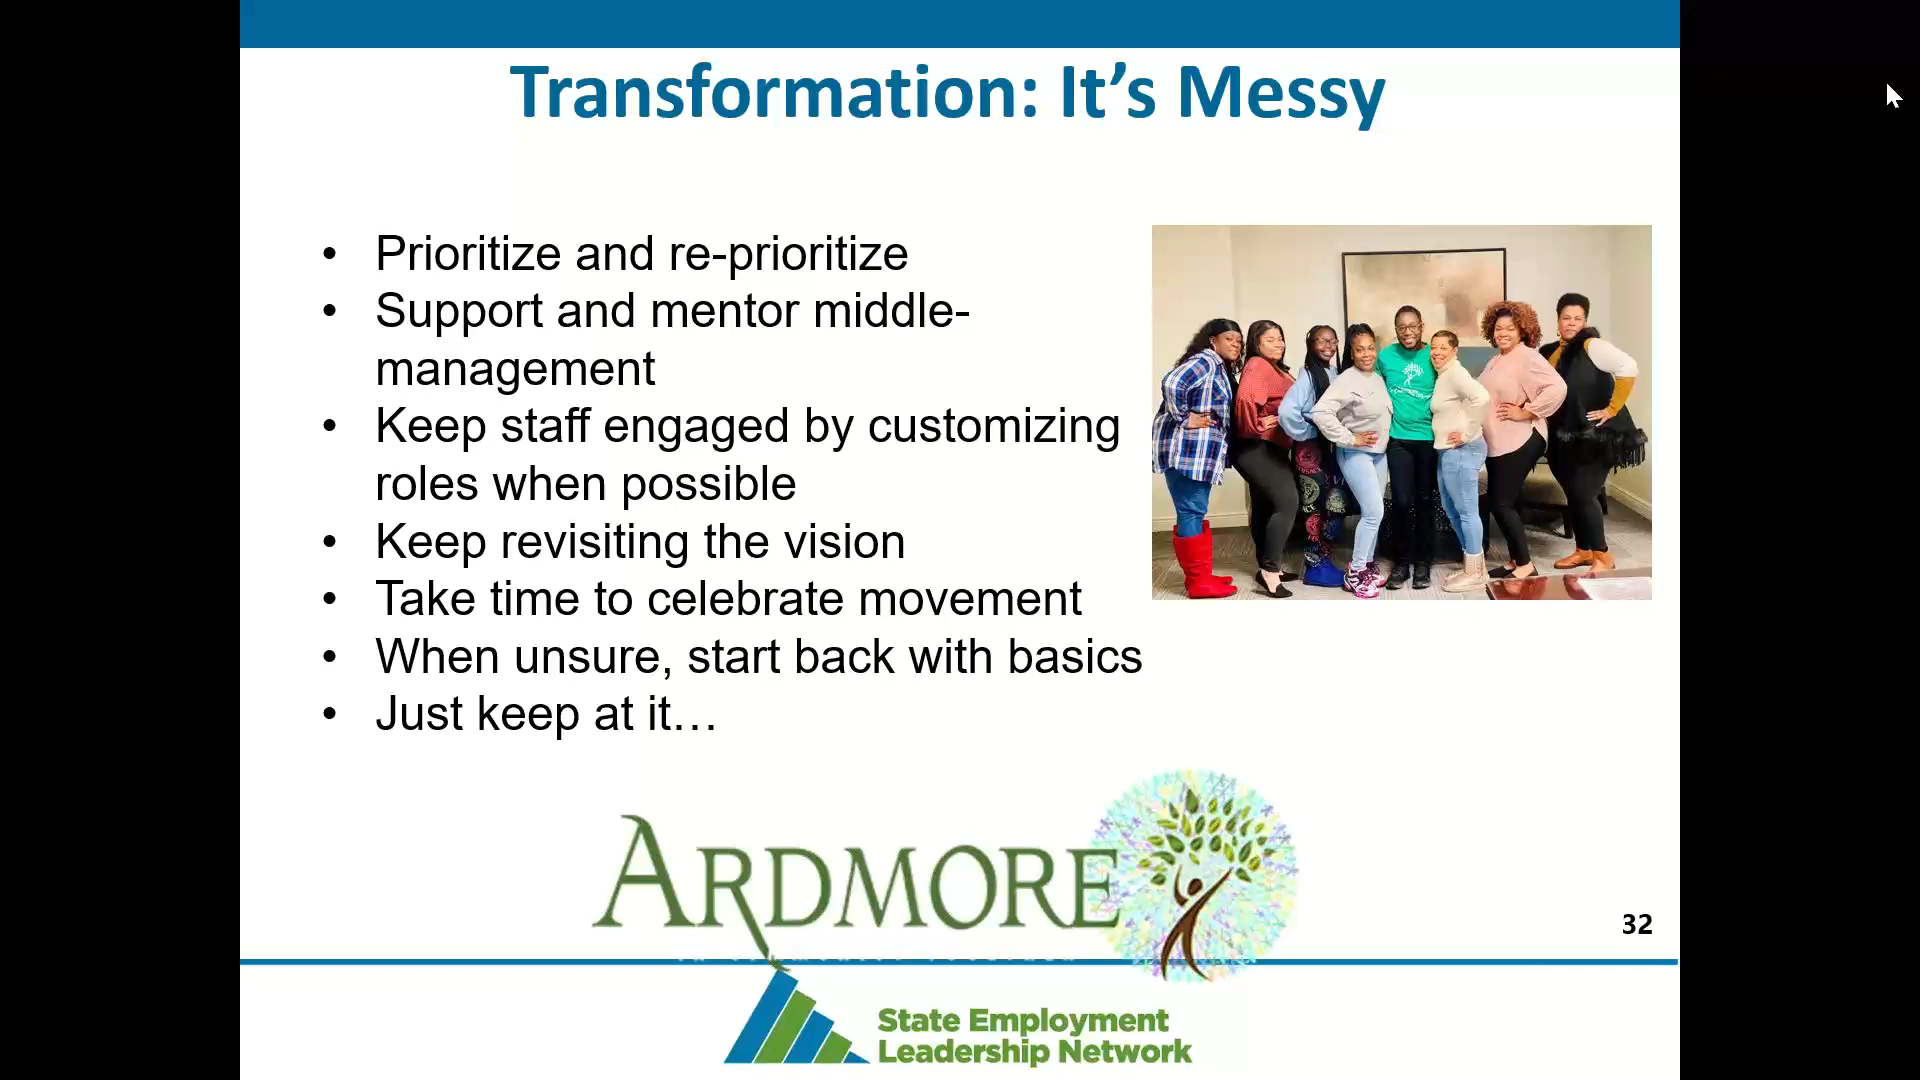 Transformation: It’s Messy
• Prioritize and re-prioritize
• Support and mentor middle-
management
• Keep staff engaged by customizing
roles when possible
• Keep revisiting the vision
• Take time to celebrate movement
• When unsure, start back with basics
• Just keep at it…
ARDMORE
32
State Employment
Leadership Network